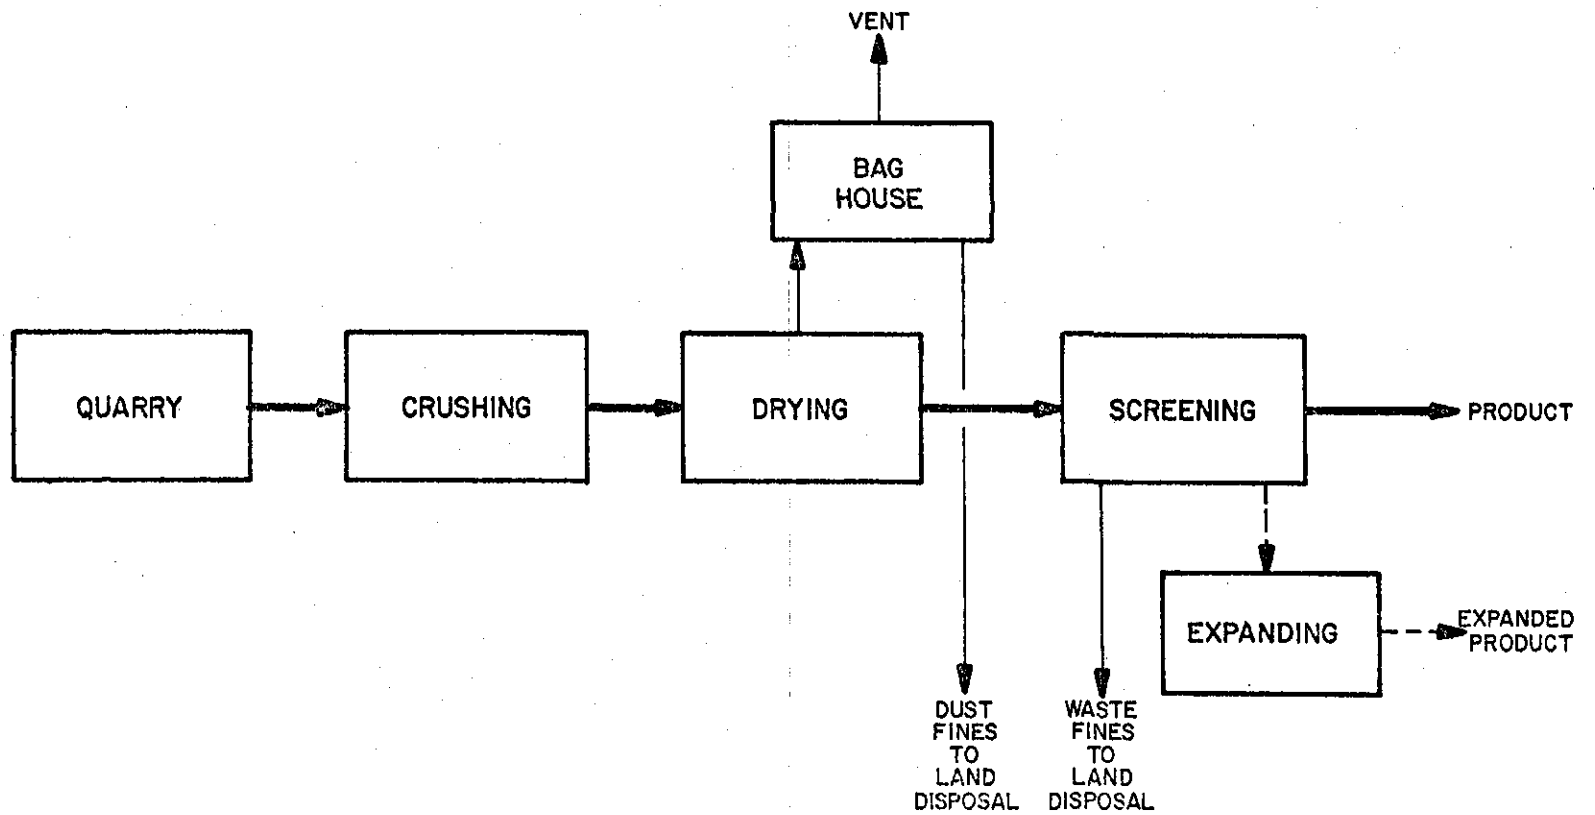 VENT
BAG
HOUSE
QUARRY
CRUSHING
DRYING
SCREENING
PRODUCT
EXPANDING
EXPANDED
PRODUCT
DUST
FINES
TO
LAND
DISPOSAL
WASTE
FINES
TO
LAND
DISPOSAL